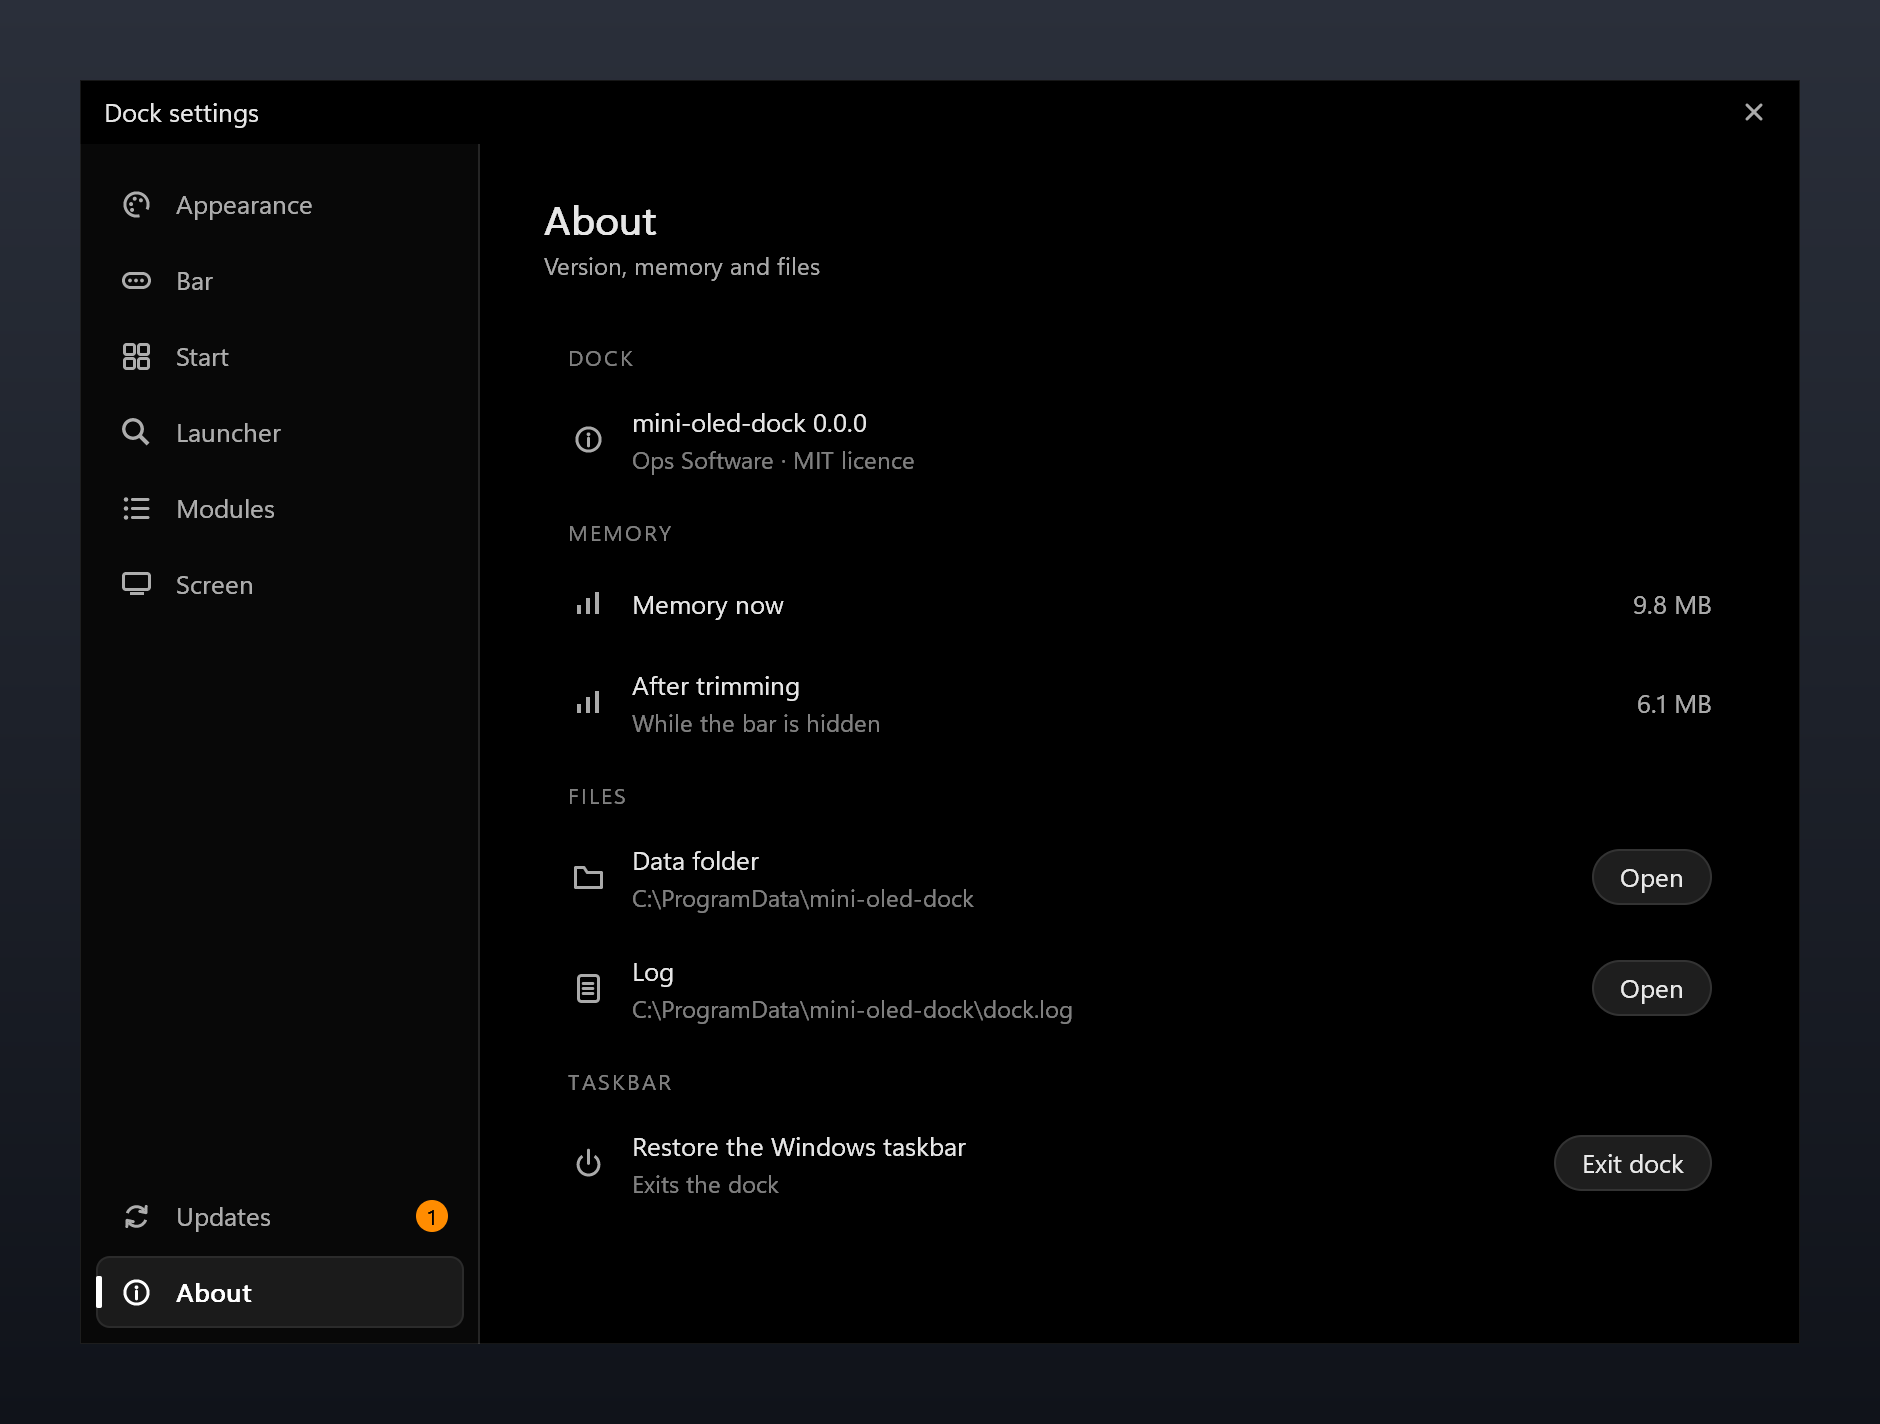 Dock settings
Appearance
Bar
Start
Launcher
Modules
Screen
Updates
1
About
About
Version, memory and files
DOCK
mini-oled-dock 0.0.0
Ops Software · MIT licence
MEMORY
Memory now
9.8 MB
After trimming
While the bar is hidden
6.1 MB
FILES
Data folder
C:\ProgramData\mini-oled-dock
Open
Log
C:\ProgramData\mini-oled-dock\dock.log
Open
TASKBAR
Restore the Windows taskbar
Exits the dock
Exit dock